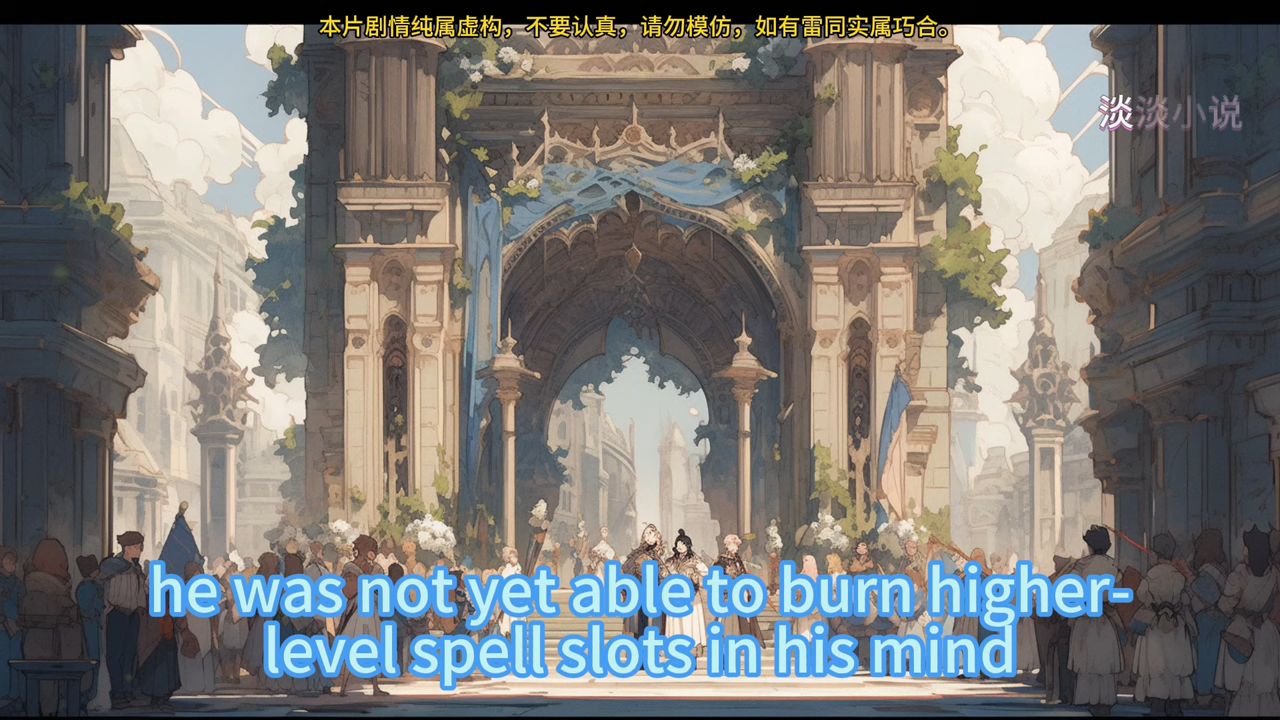 本片剧情纯属虚构，不要认真，请勿模仿，如有雷同实属巧合。
淡淡小说
he was not yet able to burn higher-
level spell slots in his mind